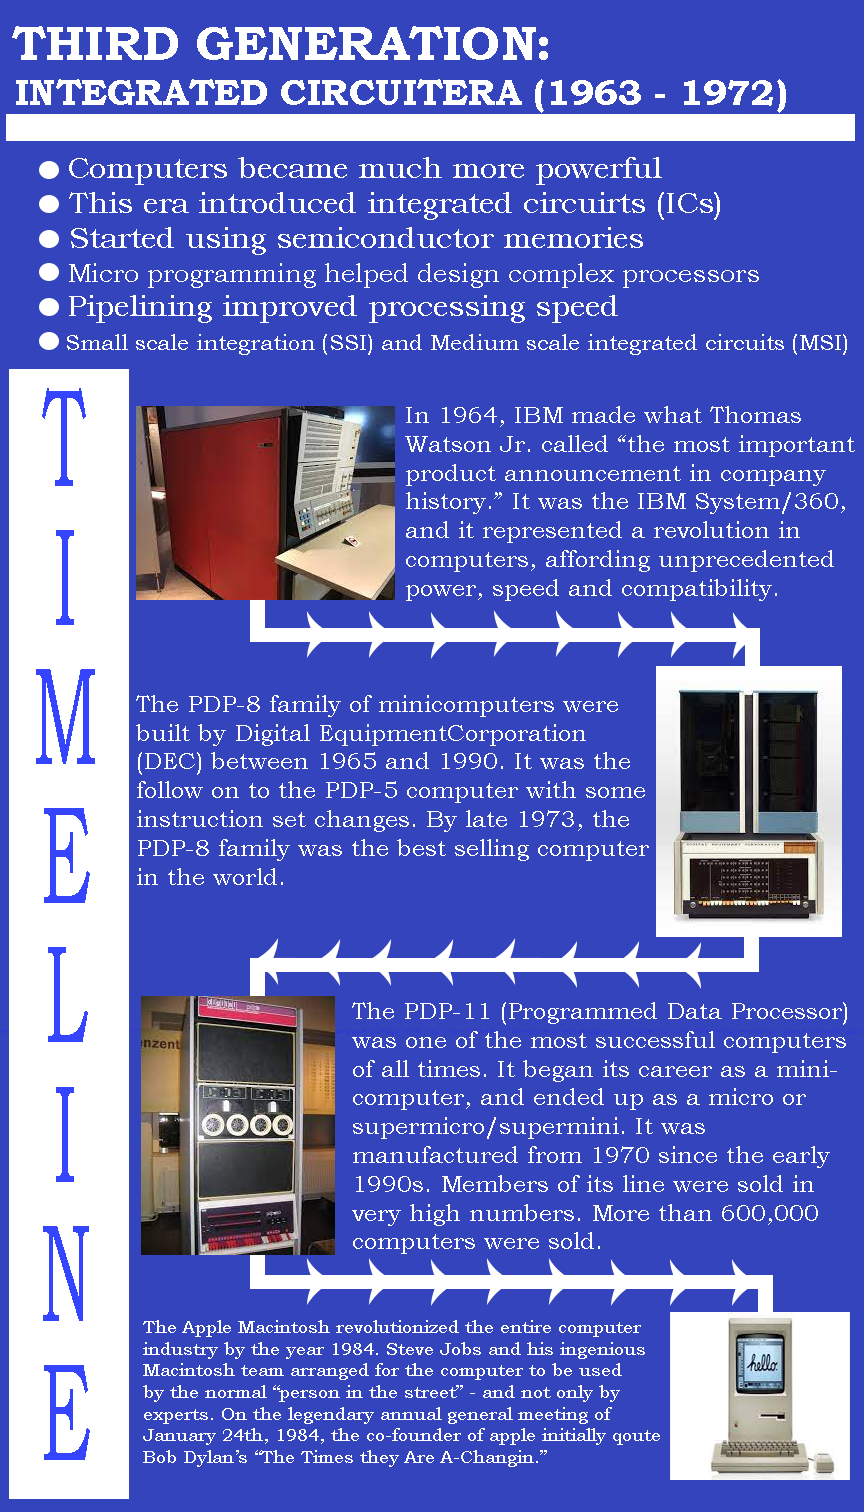 THIRD GENERATION:
INTEGRATED CIRCUITERA (1963 - 1972)
Computers became much more powerful
This era introduced integrated circuirts (ICs)
Started using semiconductor memories
Micro programming helped design complex processors
Pipelining improved processing speed
Small scale integration (SSI) and Medium scale integrated circuits (MSI)
TIMELINE
In 1964, IBM made what Thomas
Watson Jr. called “the most important
product announcement in company
history.” It was the IBM System/360,
and it represented a revolution in
computers, affording unprecedented
power, speed and compatibility.
The PDP-8 family of minicomputers were
built by Digital EquipmentCorporation
(DEC) between 1965 and 1990. It was the
follow on to the PDP-5 computer with some
instruction set changes. By late 1973, the
PDP-8 family was the best selling computer
in the world.
DIGITAL EQUIPMENT CORPORATION
The PDP-11 (Programmed Data Processor)
was one of the most successful computers
of all times. It began its career as a mini-
computer, and ended up as a micro or
supermicro/supermini. It was
manufactured from 1970 since the early
1990s. Members of its line were sold in
very high numbers. More than 600,000
computers were sold.
digital
enzent
The Apple Macintosh revolutionized the entire computer
industry by the year 1984. Steve Jobs and his ingenious
Macintosh team arranged for the computer to be used
by the normal “person in the street” - and not only by
experts. On the legendary annual general meeting of
January 24th, 1984, the co-founder of apple initially qoute
Bob Dylan’s “The Times they Are A-Changin.”
hello.